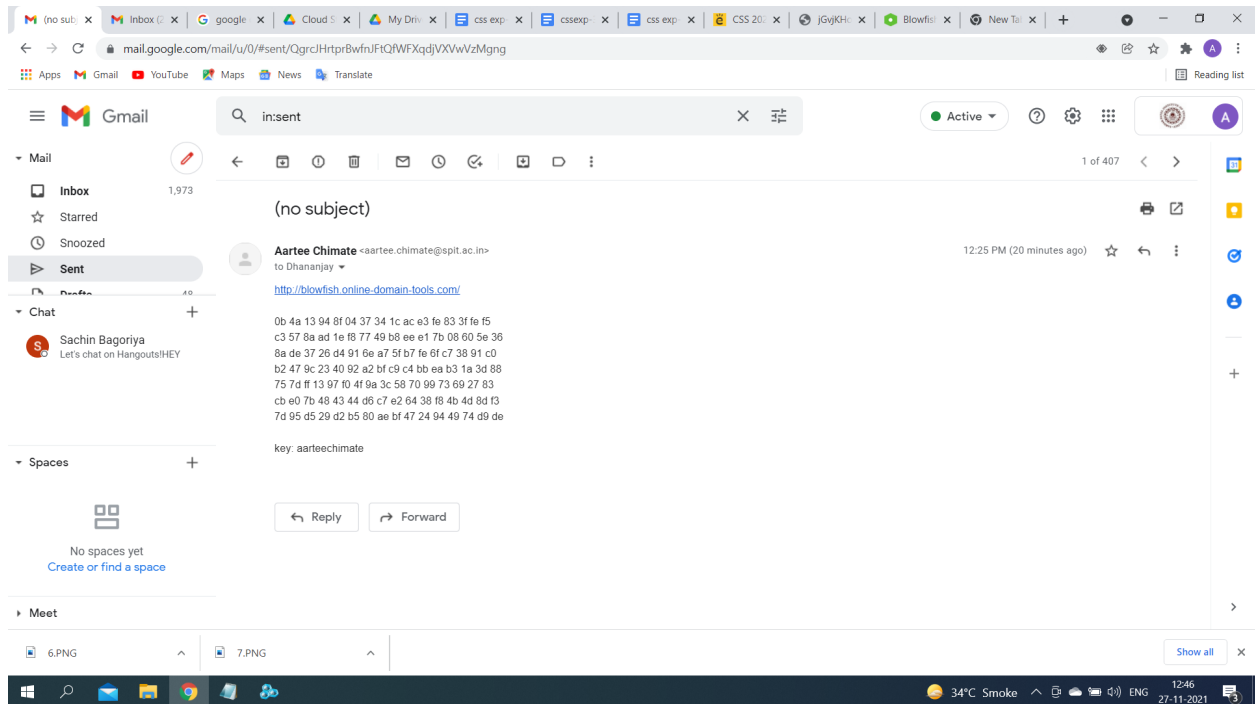 (no subj
Inbox (2
google
Cloud S
My Driv
css exp
cssexp-
css exp
CSS 202
jGvjKHc
Blowfis
New Ta
mail.google.com/mail/u/0/#sent/QgrcJHrtprBwfnJFtQfWFXqdjVXVwVzMgng
A
Apps Gmail YouTube Maps News Translate Reading list
Gmail
in:sent
Active
A
Mail
1 of 407
31
Inbox 1,973
(no subject)
Starred
Snoozed
Aartee Chimate <aartee.chimate@spit.ac.in> 12:25 PM (20 minutes ago)
Sent
to Dhananjay
Drafts 48
http://blowfish.online-domain-tools.com/
Chat
0b 4a 13 94 8f 04 37 34 1c ac e3 fe 83 3f fe f5
S
Sachin Bagoriya
c3 57 8a ad 1e f8 77 49 b8 ee e1 7b 08 60 5e 36
Let's chat on Hangouts!HEY
8a de 37 26 d4 91 6e a7 5f b7 fe 6f c7 38 91 c0
b2 47 9c 23 40 92 a2 bf c9 c4 bb ea b3 1a 3d 88
75 7d ff 13 97 f0 4f 9a 3c 58 70 99 73 69 27 83
cb e0 7b 48 43 44 d6 c7 e2 64 38 f8 4b 4d 8d f3
7d 95 d5 29 d2 b5 80 ae bf 47 24 94 49 74 d9 de
key: aarteechimate
Spaces
Reply Forward
No spaces yet
Create or find a space
Meet
6.PNG
7.PNG
Show all
34°C Smoke
ENG
12:46
27-11-2021
3